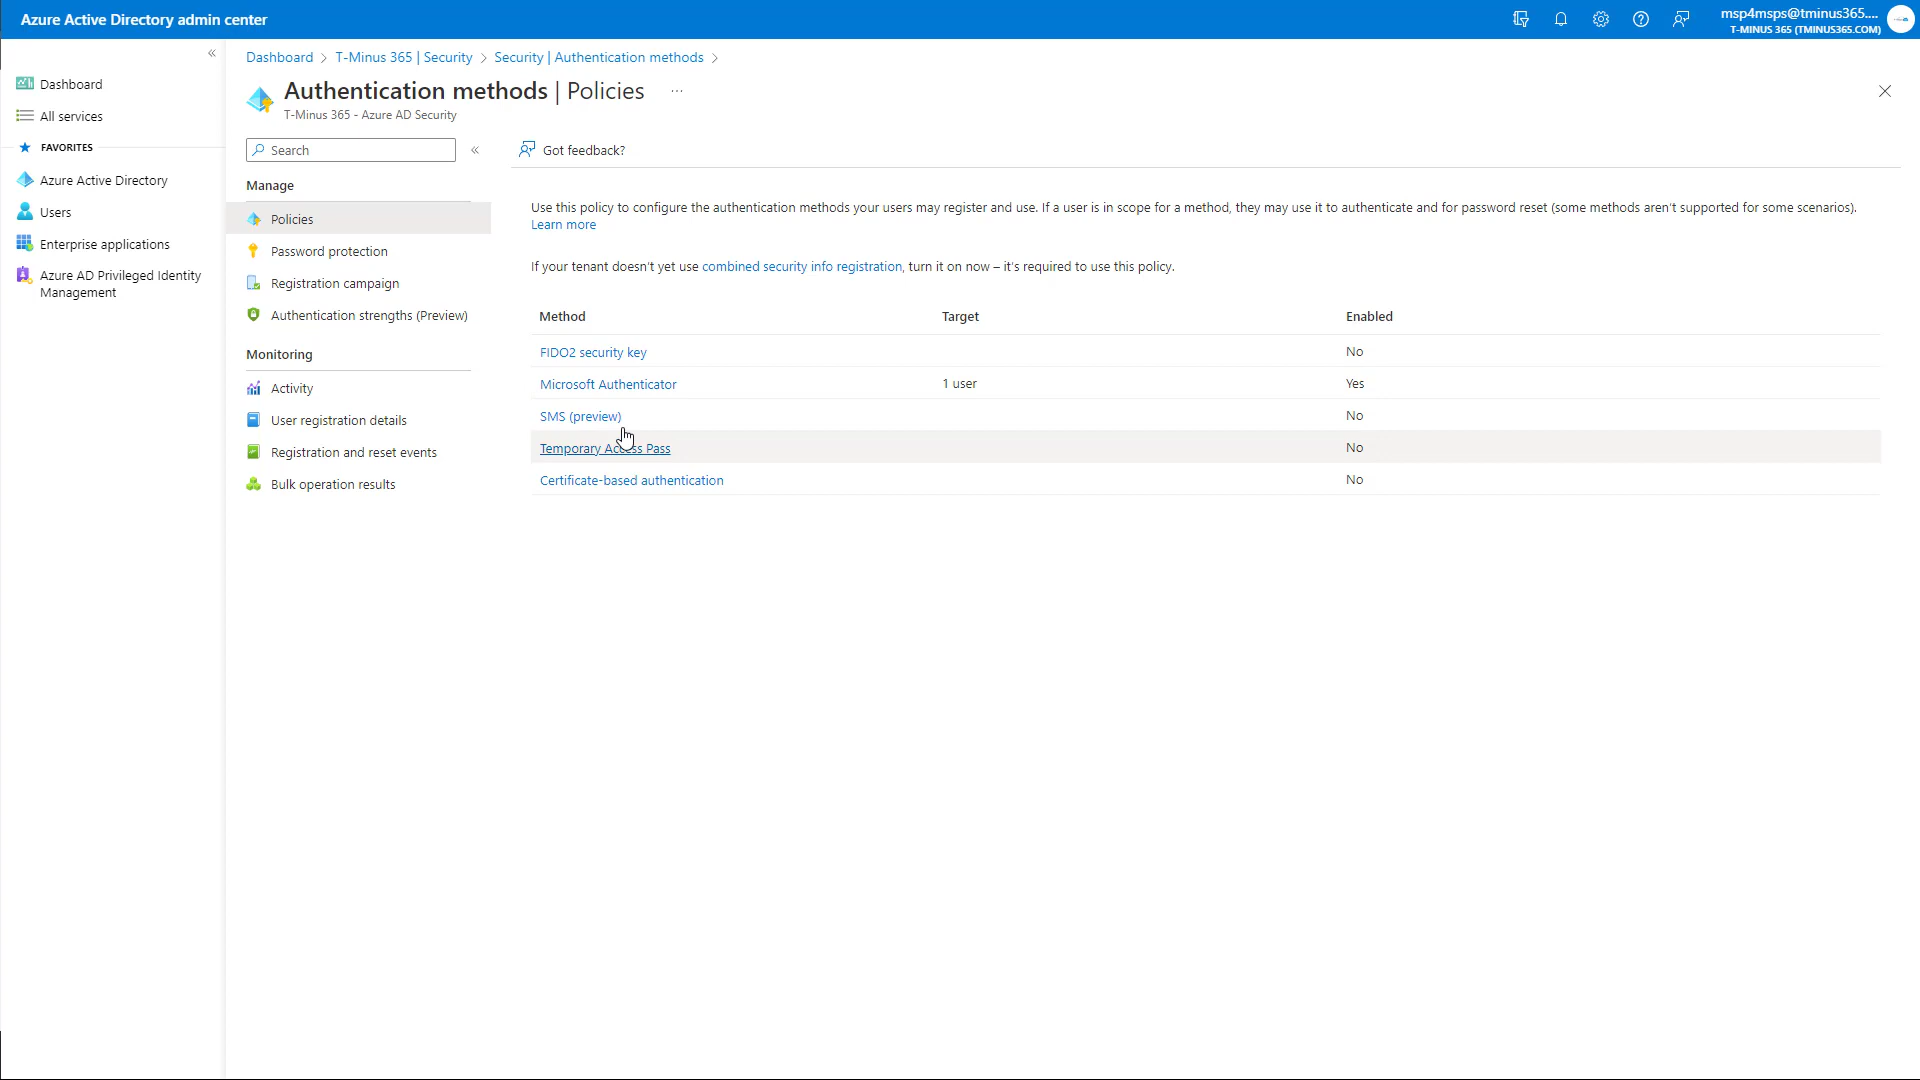 Azure Active Directory admin center
msp4msps@tminus365....
T-MINUS 365 (TMINUS365.COM)
Dashboard
All services
FAVORITES
Azure Active Directory
Users
Enterprise applications
Azure AD Privileged Identity
Management
Dashboard > T-Minus 365 | Security > Security | Authentication methods >
Authentication methods | Policies ...
T-Minus 365 - Azure AD Security
Search
Manage
Policies
Password protection
Registration campaign
Authentication strengths (Preview)
Monitoring
Activity
User registration details
Registration and reset events
Bulk operation results
Got feedback?
Use this policy to configure the authentication methods your users may register and use. If a user is in scope for a method, they may use it to authenticate and for password reset (some methods aren't supported for some scenarios).
Learn more
If your tenant doesn't yet use combined security info registration, turn it on now – it's required to use this policy.
Method Target Enabled
FIDO2 security key No
Microsoft Authenticator 1 user Yes
SMS (preview) No
Temporary Access Pass No
Certificate-based authentication No